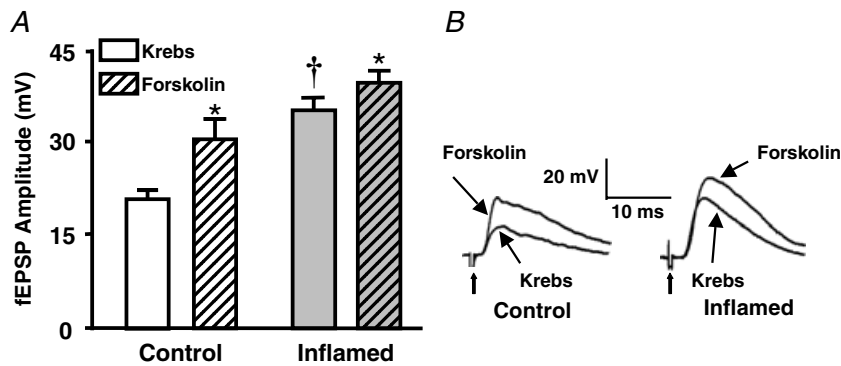 A
B
Krebs
Forskolin
fEPSP Amplitude (mV)
45
30
15
0
*
†
*
Control
Inflamed
Forskolin
20 mV
10 ms
Forskolin
Krebs
Krebs
Control
Inflamed